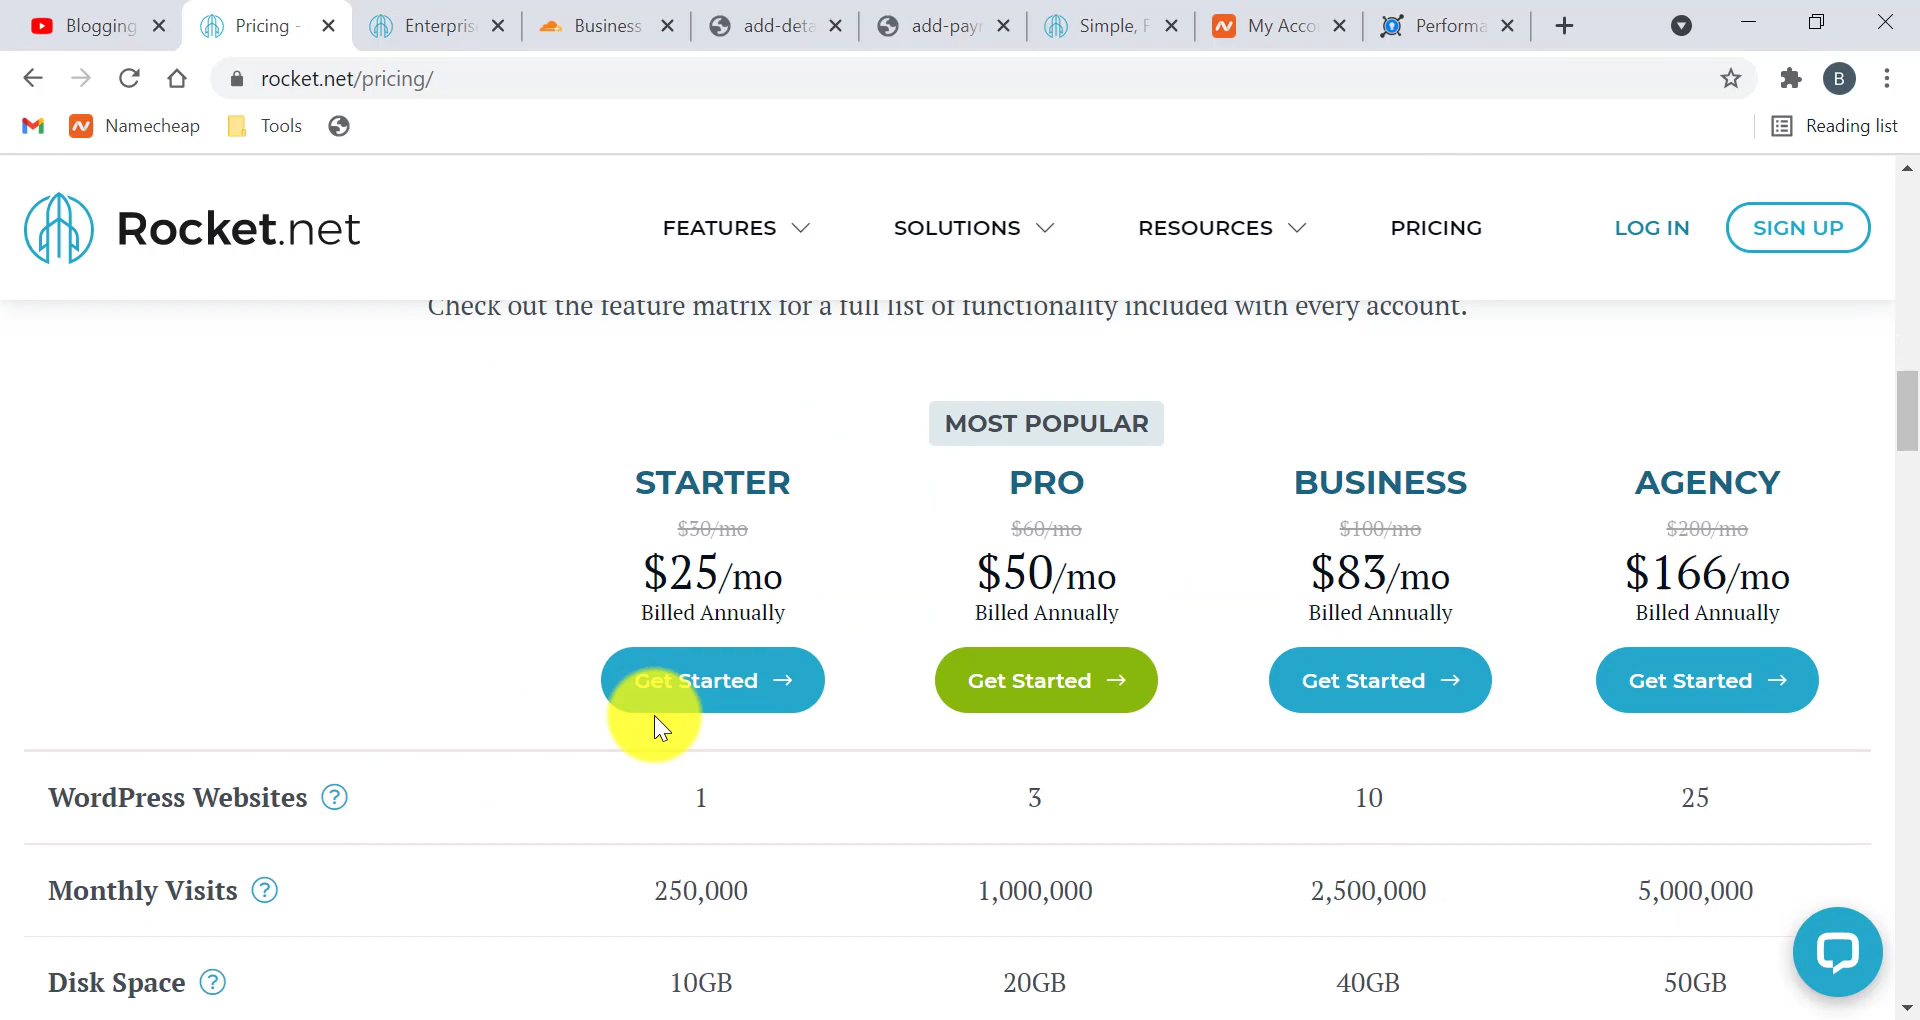 Blogging
Pricing -
Enterpris
Business
add-deta
add-payr
Simple, F
My Acco
Performa
rocket.net/pricing/
B
Namecheap
Tools
Reading list
Rocket.net
FEATURES
SOLUTIONS
RESOURCES
PRICING
LOG IN
SIGN UP
Check out the feature matrix for a full list of functionality included with every account.
MOST POPULAR
STARTER PRO BUSINESS AGENCY
$30/mo $60/mo $100/mo $200/mo
$25/mo $50/mo $83/mo $166/mo
Billed Annually Billed Annually Billed Annually Billed Annually
Get Started → Get Started → Get Started → Get Started →
WordPress Websites ? 1 3 10 25
Monthly Visits ? 250,000 1,000,000 2,500,000 5,000,000
Disk Space ? 10GB 20GB 40GB 50GB